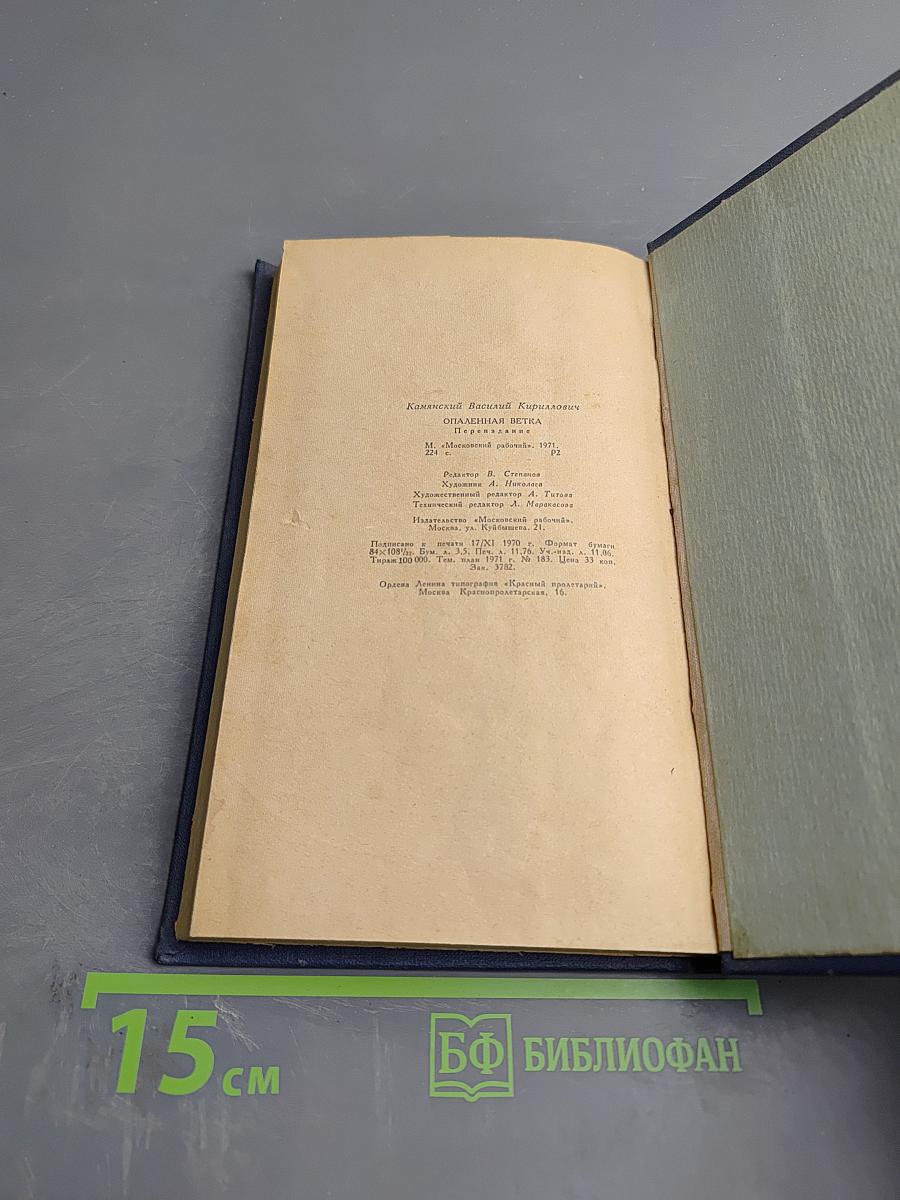 Камянский Василий Кириллович
ОПАЛЕННАЯ ВЕТКА
Переиздание
М. «Московский рабочий». 1971.
224 с. Р2
Редактор В. Степанов
Художник А. Николаев
Художественный редактор А. Титова
Технический редактор Л. Маракасова
Издательство «Московский рабочий».
Москва, ул. Куйбышева, 21.
Подписано к печати 17/XI 1970 г. Формат бумаги
84×108¹/₃₂. Бум. л. 3,5. Печ. л. 11,76. Уч.-изд. л. 11,06.
Тираж 100 000. Тем. план 1971 г. № 183. Цена 33 коп.
Зак. 3782.
Ордена Ленина типография «Красный пролетарий».
Москва Краснопролетарская, 16.
15 см
БФ БИБЛИОФАН